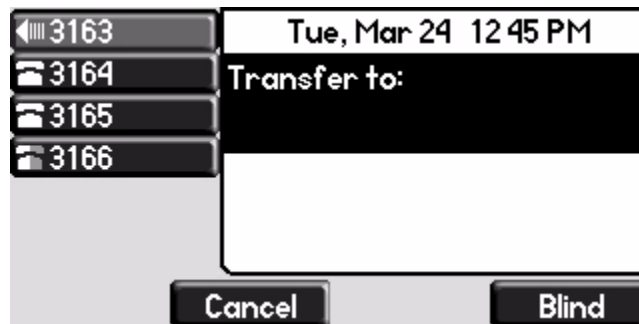 3163
Tue, Mar 24 12 45 PM
3164
Transfer to:
3165
3166
Cancel
Blind